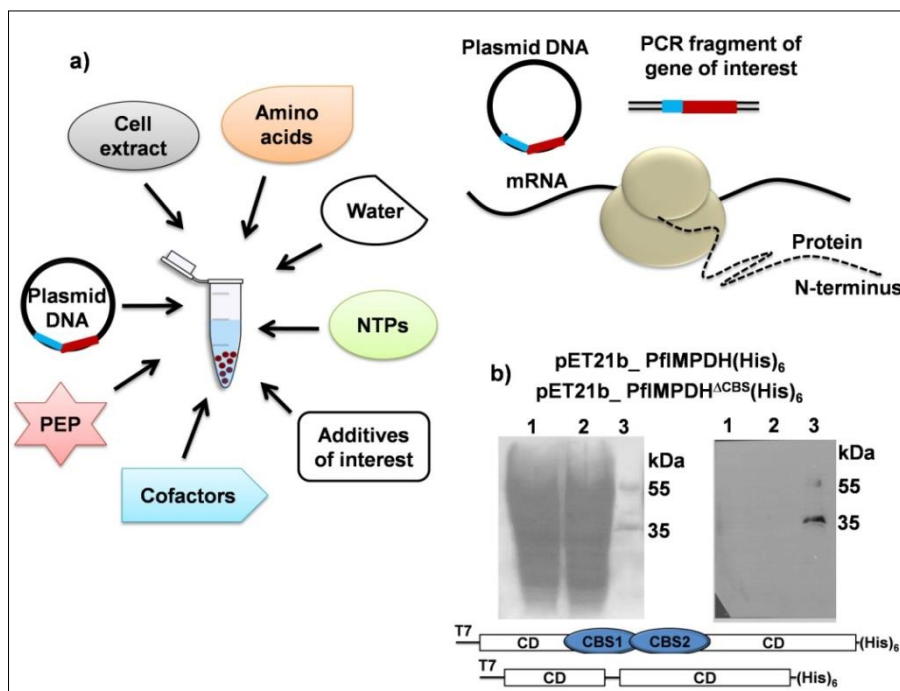 a)
Cell
extract
Amino
acids
Water
Plasmid
DNA
NTPs
PEP
Cofactors
Additives
of interest
Plasmid DNA
PCR fragment of
gene of interest
mRNA
Protein
N-terminus
b)
pET21b_ PfIMPDH(His)6
pET21b_ PfIMPDHΔCBS(His)6
1 2 3
kDa
55
35
1 2 3
kDa
55
35
T7 CD CBS1 CBS2 CD (His)6
T7 CD CD (His)6